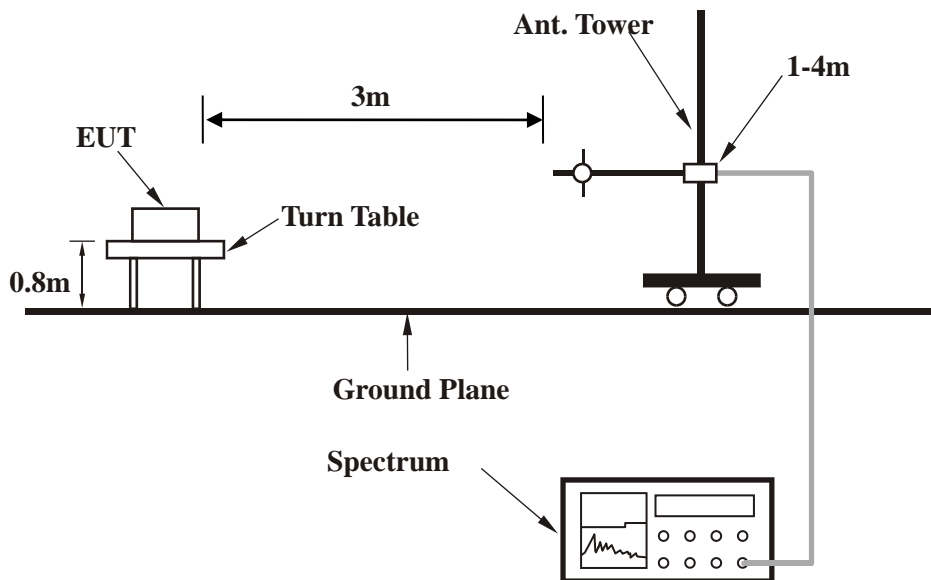 Ant. Tower
1-4m
3m
EUT
Turn Table
0.8m
Ground Plane
Spectrum